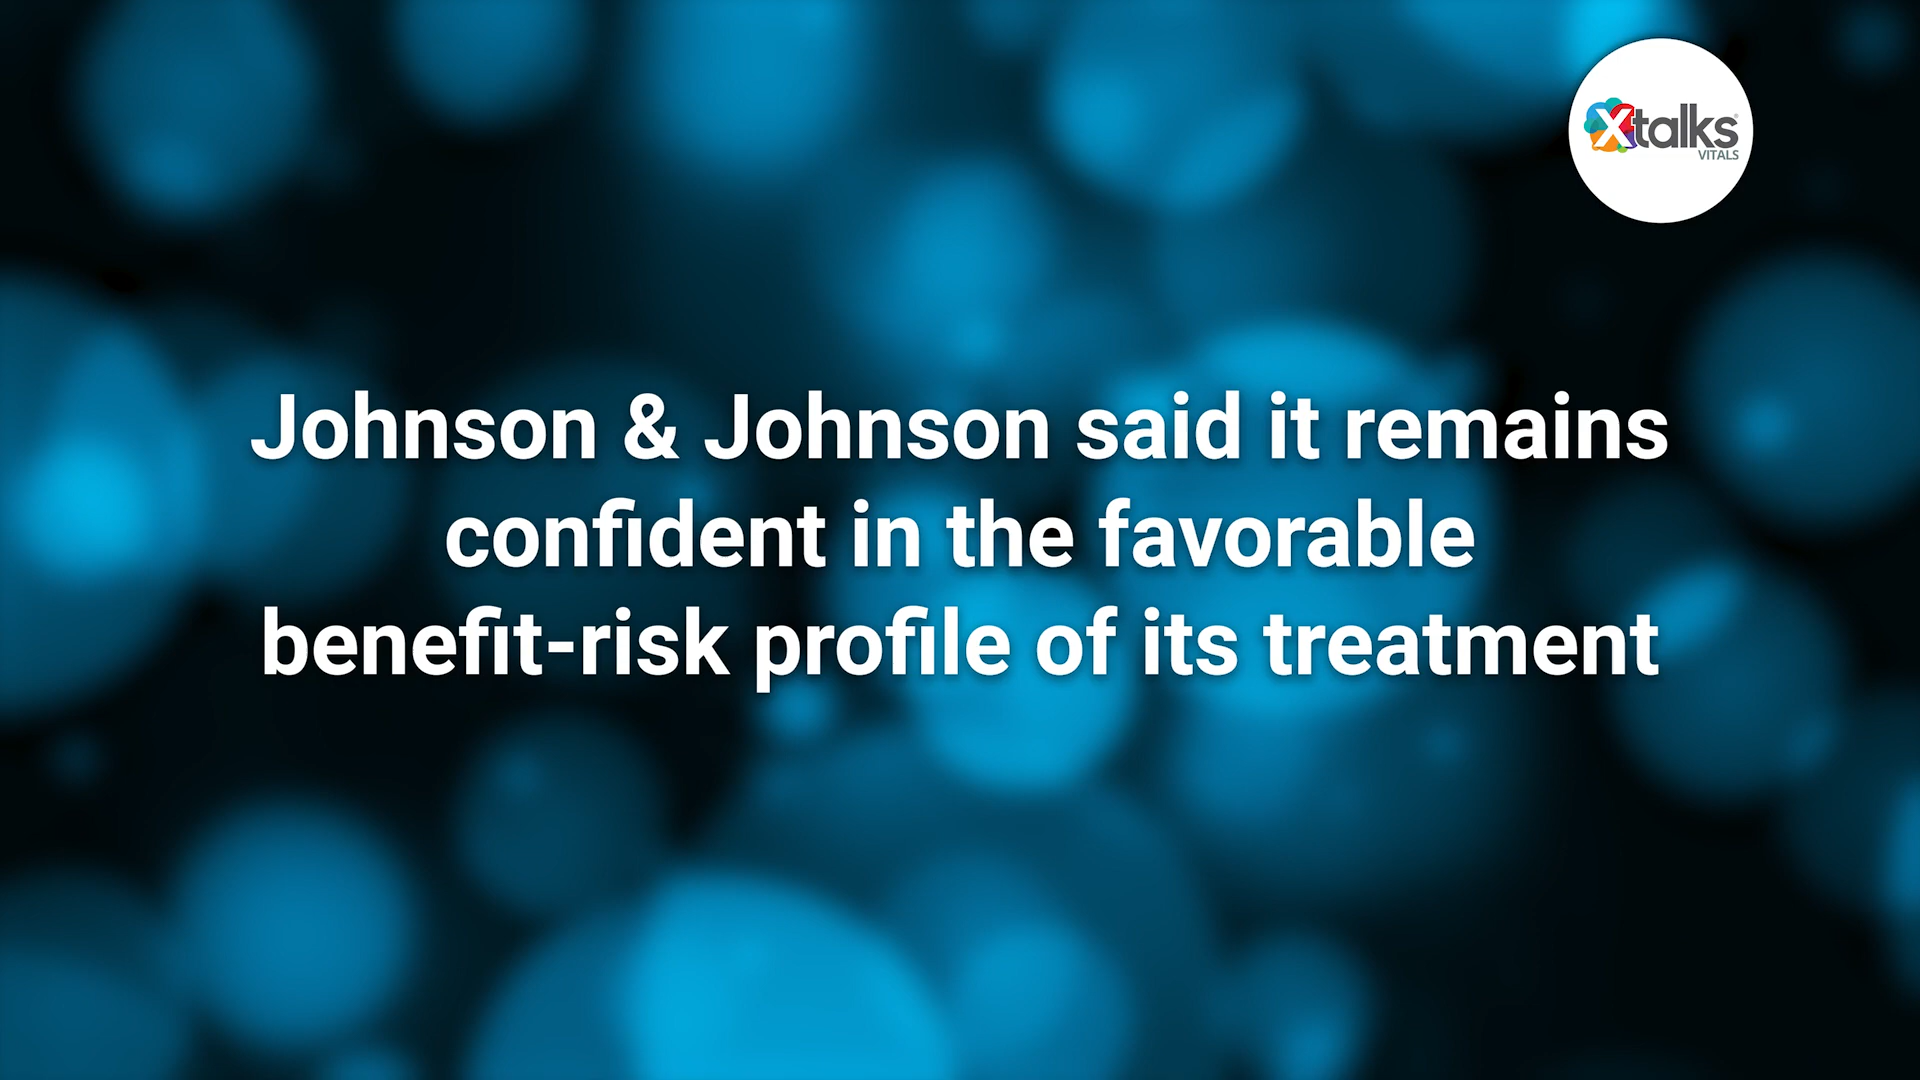 Xtalks
VITALS
Johnson & Johnson said it remains
confident in the favorable
benefit-risk profile of its treatment